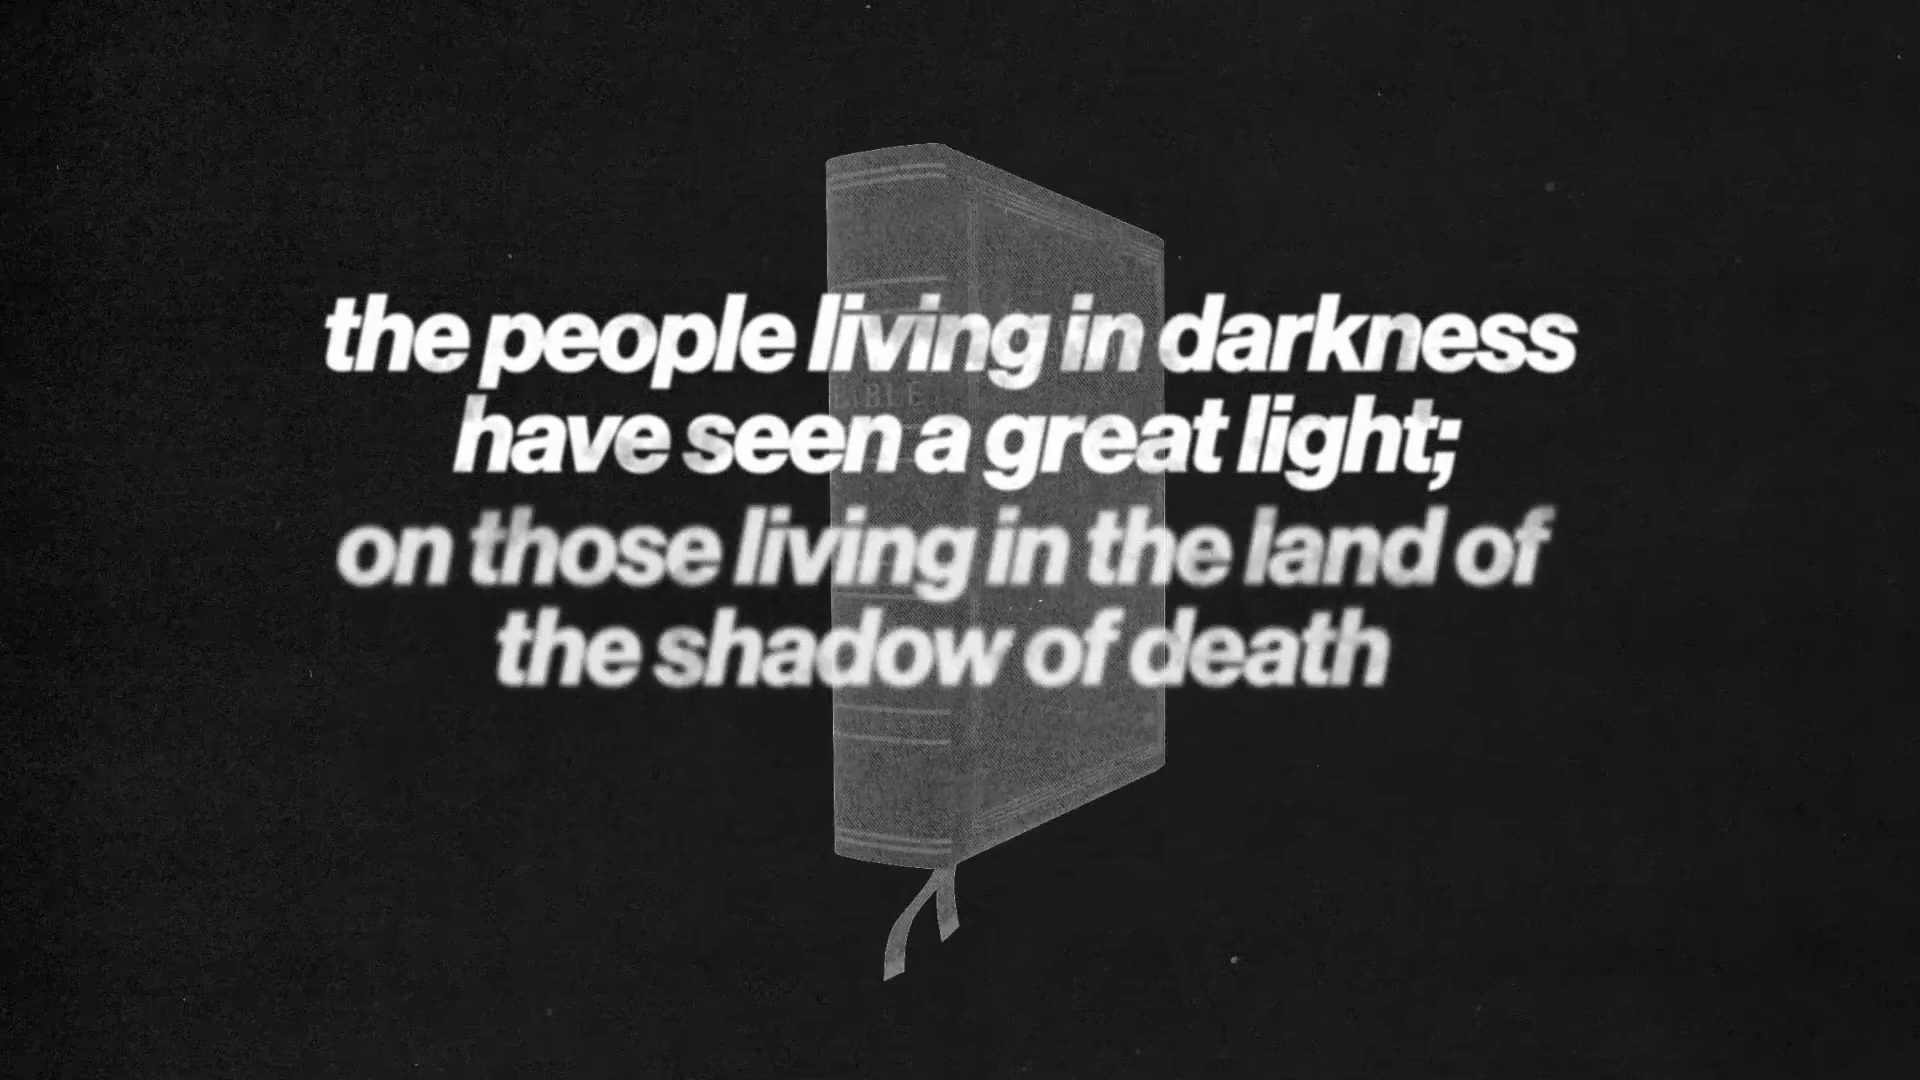 the people living in darkness
have seen a great light;
on those living in the land of
the shadow of death
BIBLE